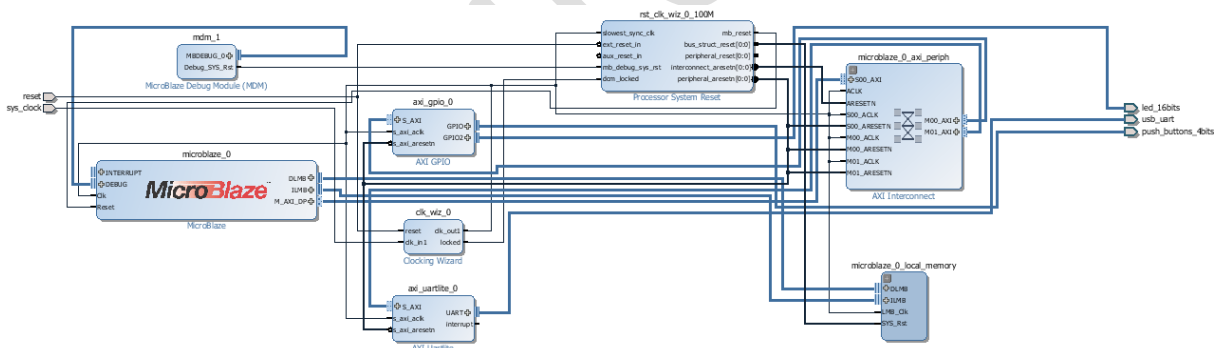 rst_clk_wiz_0_100M
slowest_sync_clk
ext_reset_in
aux_reset_in
mb_debug_sys_rst
dcm_locked
mb_reset
bus_struct_reset[0:0]
peripheral_reset[0:0]
interconnect_aresetn[0:0]
peripheral_aresetn[0:0]
Processor System Reset
mdm_1
MBDEBUG_0
Debug_SYS_Rst
MicroBlaze Debug Module (MDM)
microblaze_0_axi_periph
S00_AXI
ACLK
ARESETN
S00_ACLK
S00_ARESETN
M00_ACLK
M00_ARESETN
M01_ACLK
M01_ARESETN
M00_AXI
M01_AXI
AXI Interconnect
reset
sys_clock
axi_gpio_0
S_AXI
s_axi_aclk
s_axi_aresetn
GPIO
GPIO2
AXI GPIO
led_16bits
usb_uart
push_buttons_4bits
microblaze_0
INTERRUPT
DEBUG
Clk
Reset
MicroBlaze
DLMB
ILMB
M_AXI_DP
MicroBlaze
clk_wiz_0
reset
clk_in1
clk_out1
locked
Clocking Wizard
microblaze_0_local_memory
DLMB
ILMB
LMB_Clk
SYS_Rst
axi_uartlite_0
S_AXI
s_axi_aclk
s_axi_aresetn
UART
interrupt
AXI Uartlite